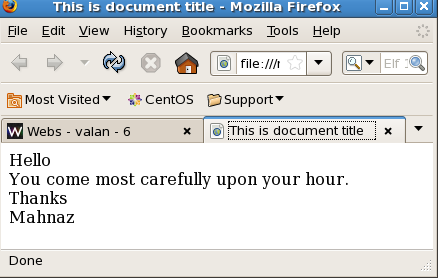 This is document title - Mozilla Firefox
File Edit View History Bookmarks Tools Help
file:///r Elf
Most Visited CentOS Support
Webs - valan - 6 This is document title
Hello
You come most carefully upon your hour.
Thanks
Mahnaz
Done